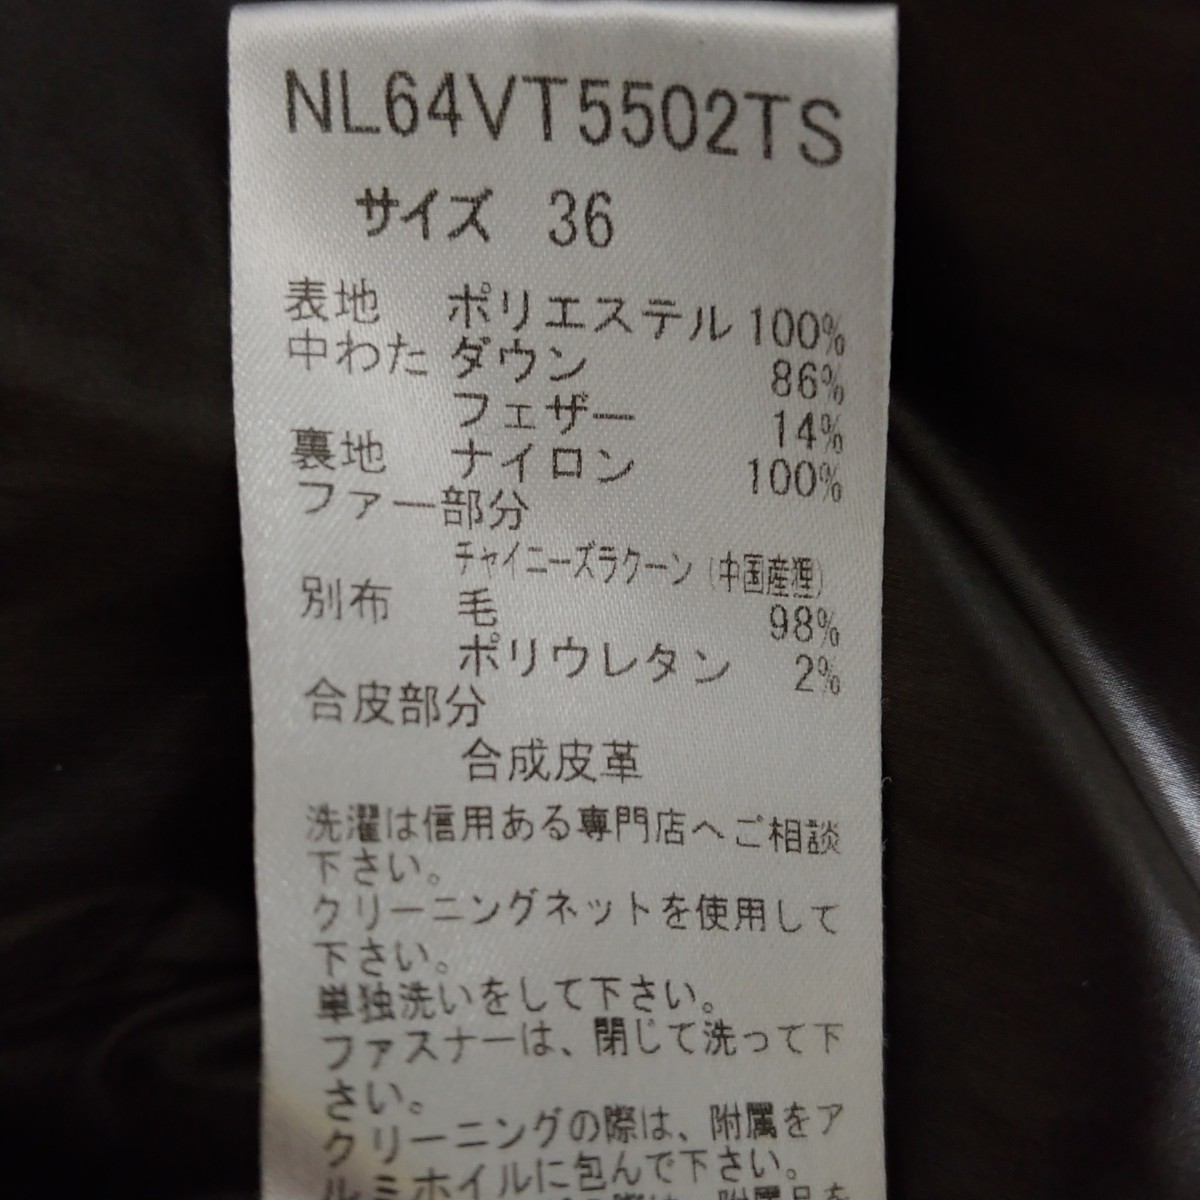 NL64VT5502TS
サイズ 36
表地 ポリエステル 100%
中わた ダウン 86%
フェザー 14%
裏地 ナイロン 100%
ファー部分
チャイニーズラクーン(中国産狸)
別布 毛 98%
ポリウレタン 2%
合皮部分
合成皮革
洗濯は信用ある専門店へご相談
下さい。
クリーニングネットを使用して
下さい。
単独洗いをして下さい。
ファスナーは、閉じて洗って下
さい。
クリーニングの際は、附属をア
ルミホイルに包んで下さい。